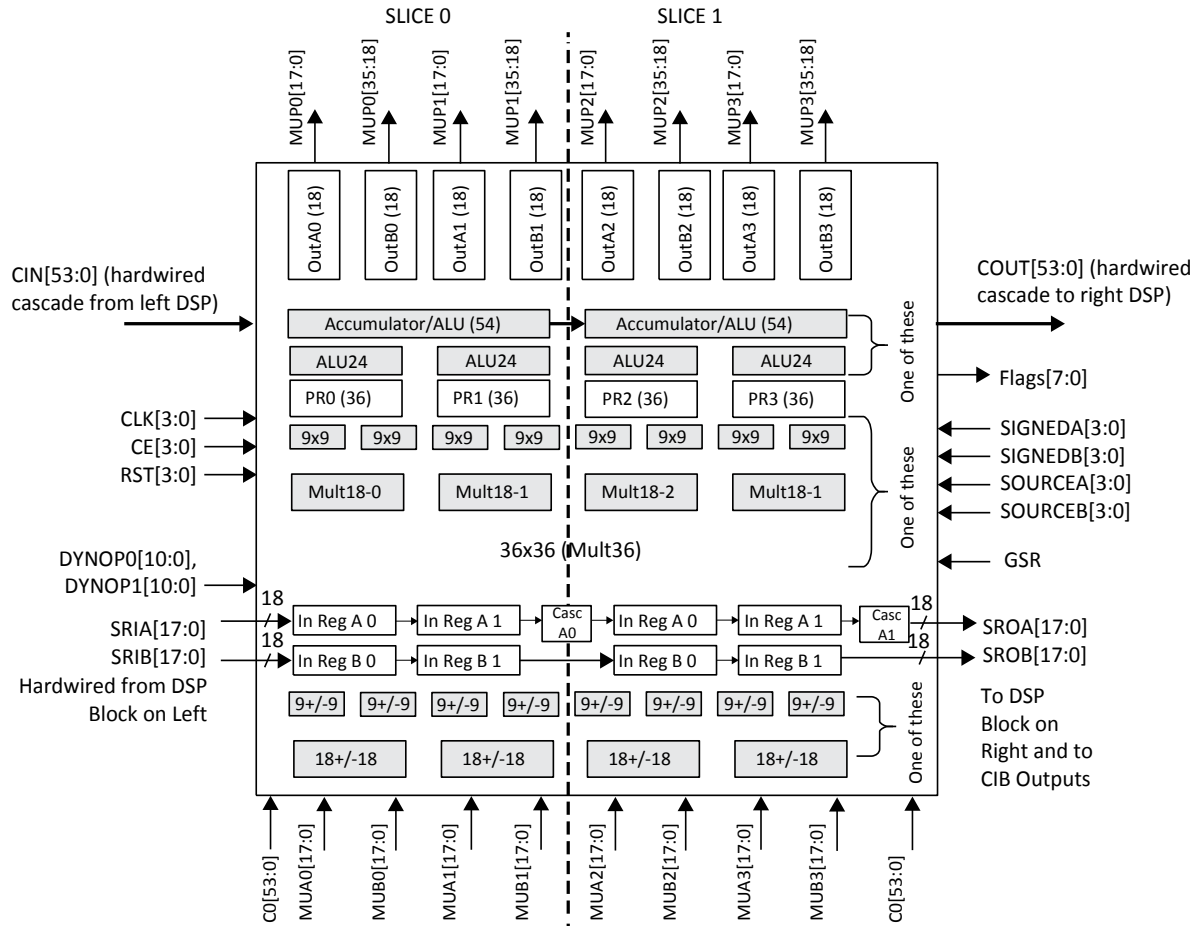 SLICE 0
SLICE 1
MUP0[17:0]
MUP0[35:18]
MUP1[17:0]
MUP1[35:18]
MUP2[17:0]
MUP2[35:18]
MUP3[17:0]
MUP3[35:18]
OutA0 (18)
OutB0 (18)
OutA1 (18)
OutB1 (18)
OutA2 (18)
OutB2 (18)
OutA3 (18)
OutB3 (18)
CIN[53:0] (hardwired
cascade from left DSP)
COUT[53:0] (hardwired
cascade to right DSP)
Accumulator/ALU (54)
Accumulator/ALU (54)
ALU24
ALU24
ALU24
ALU24
One of these
Flags[7:0]
PR0 (36)
PR1 (36)
PR2 (36)
PR3 (36)
CLK[3:0]
CE[3:0]
RST[3:0]
9x9
9x9
9x9
9x9
9x9
9x9
9x9
9x9
SIGNEDA[3:0]
SIGNEDB[3:0]
SOURCEA[3:0]
SOURCEB[3:0]
Mult18-0
Mult18-1
Mult18-2
Mult18-1
One of these
36x36 (Mult36)
GSR
DYNOP0[10:0],
DYNOP1[10:0]
18
SRIA[17:0]
18
SRIB[17:0]
Hardwired from DSP
Block on Left
In Reg A 0
In Reg A 1
Casc
A0
In Reg A 0
In Reg A 1
Casc
A1
18
SROA[17:0]
In Reg B 0
In Reg B 1
In Reg B 0
In Reg B 1
18
SROB[17:0]
To DSP
Block on
Right and to
CIB Outputs
9+/-9
9+/-9
9+/-9
9+/-9
9+/-9
9+/-9
9+/-9
9+/-9
18+/-18
18+/-18
18+/-18
18+/-18
One of these
C0[53:0]
MUA0[17:0]
MUB0[17:0]
MUA1[17:0]
MUB1[17:0]
MUA2[17:0]
MUB2[17:0]
MUA3[17:0]
MUB3[17:0]
C0[53:0]